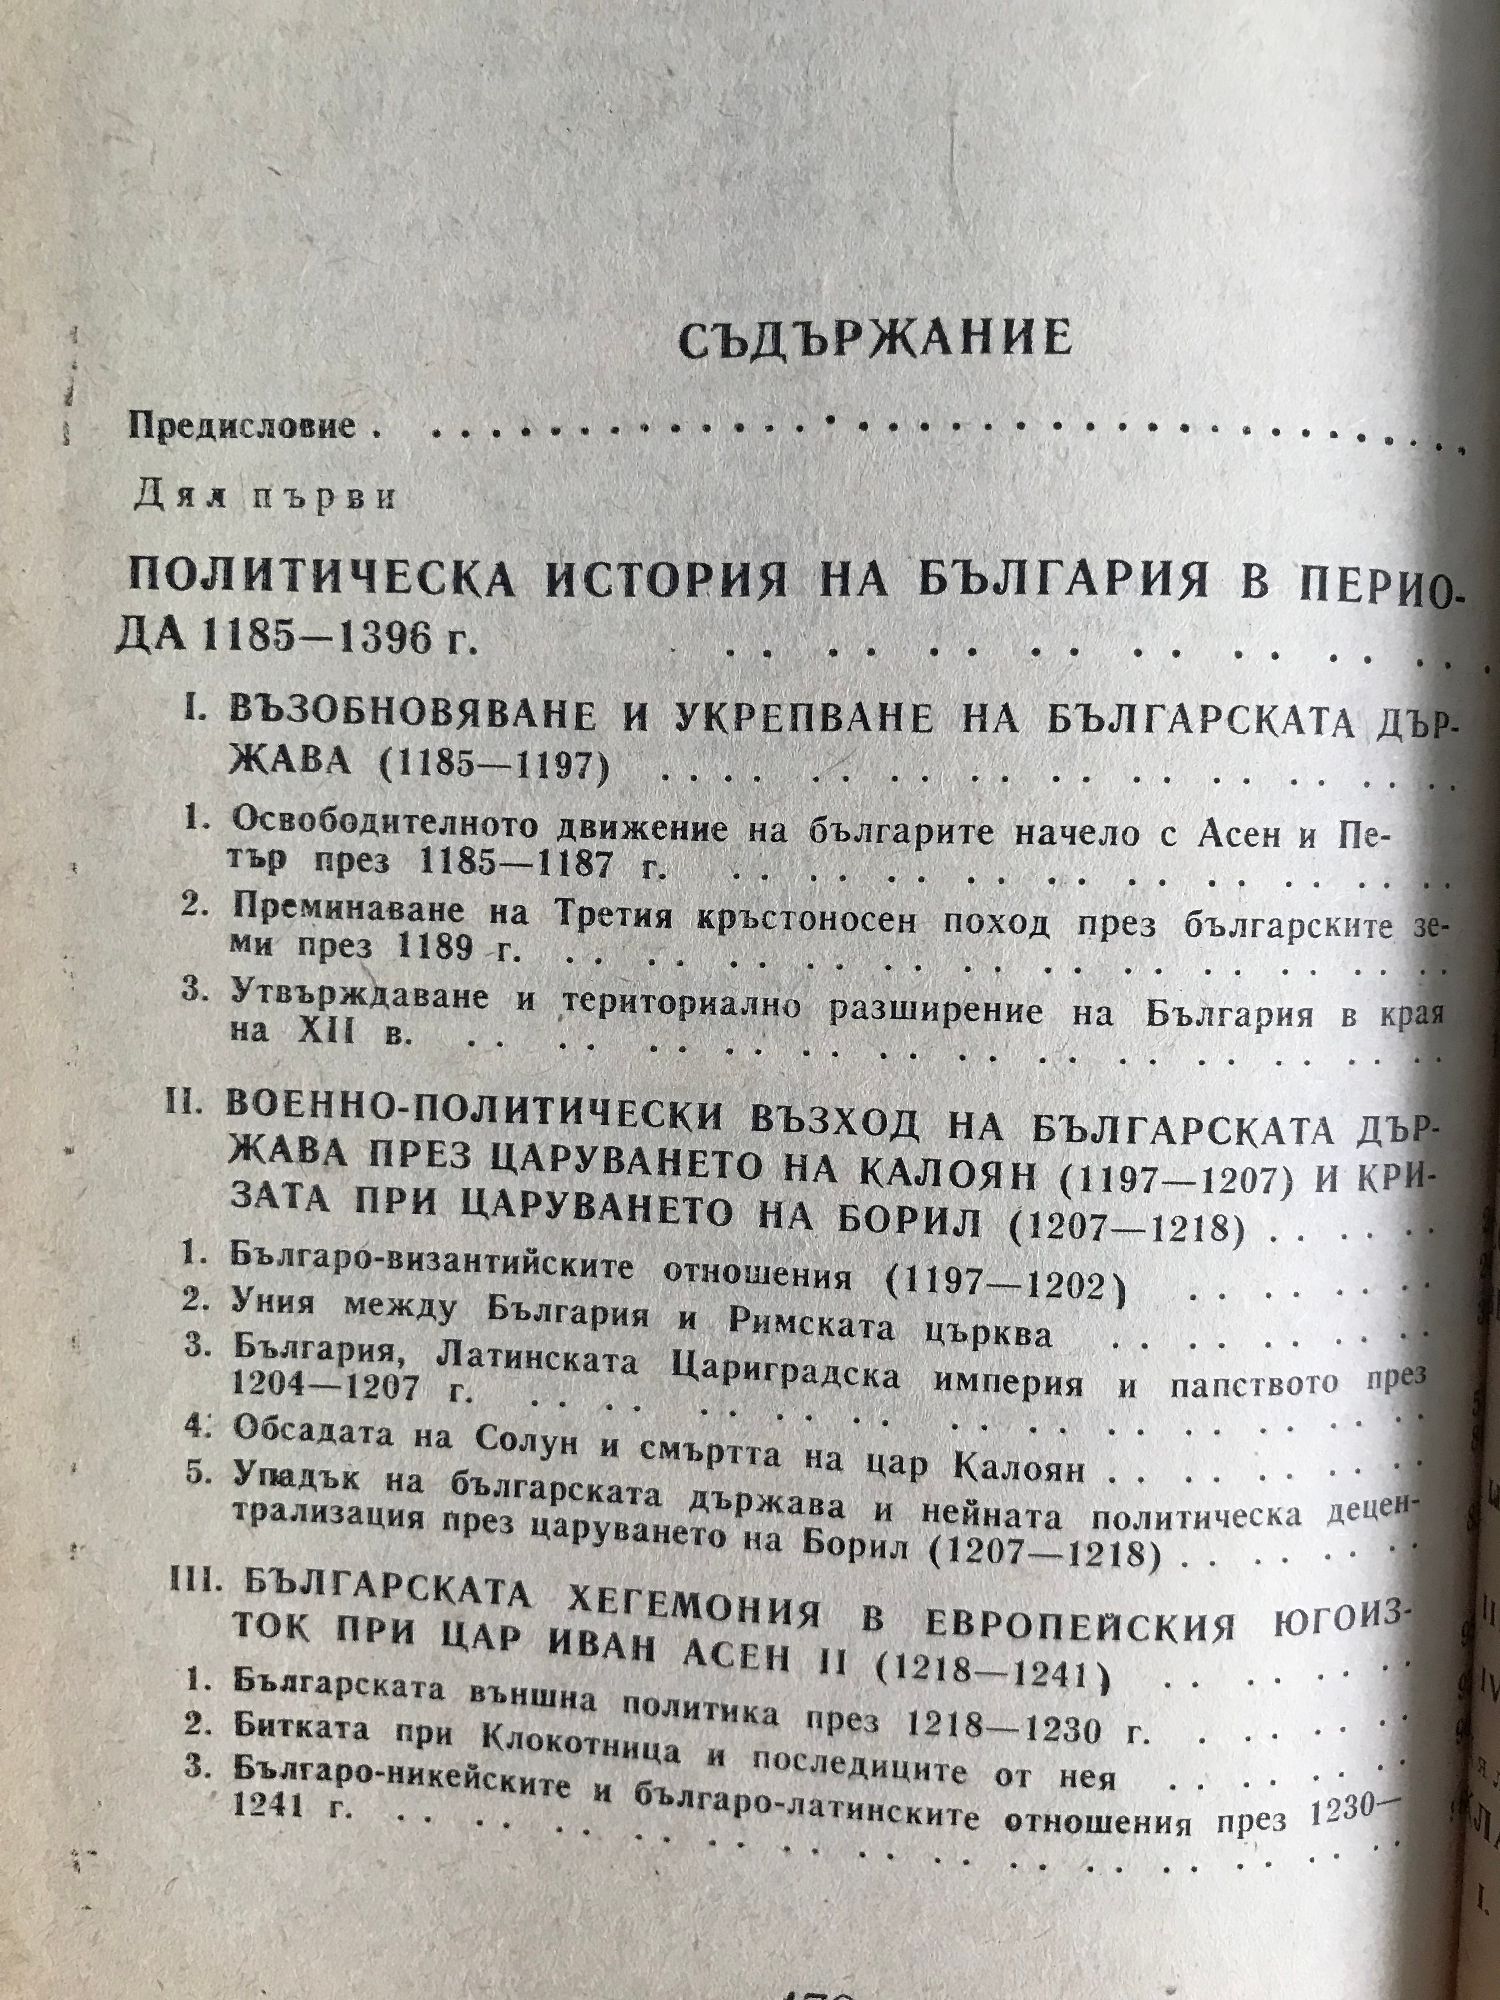 СЪДЪРЖАНИЕ
Предисловие . . . . . . . . . . . . . . . . . . . . . . . . . . . . . . . . . . . .
Дял първи
ПОЛИТИЧЕСКА ИСТОРИЯ НА БЪЛГАРИЯ В ПЕРИО-
ДА 1185—1396 г. . . . . . . . . . . . . . . . . .
I. ВЪЗОБНОВЯВАНЕ И УКРЕПВАНЕ НА БЪЛГАРСКАТА ДЪР-
ЖАВА (1185—1197) . . . . . . . . . . . . . . . . . .
1. Освободителното движение на българите начело с Асен и Пе-
тър през 1185—1187 г. . . . . . . . . . . . . . . . . . .
2. Преминаване на Третия кръстоносен поход през българските зе-
ми през 1189 г. . . . . . . . . . . . . . . . . . . . . .
3. Утвърждаване и териториално разширение на България в края
на XII в. . . . . . . . . . . . . . . . . . . . . . . . .
II. ВОЕННО-ПОЛИТИЧЕСКИ ВЪЗХОД НА БЪЛГАРСКАТА ДЪР-
ЖАВА ПРЕЗ ЦАРУВАНЕТО НА КАЛОЯН (1197—1207) И КРИ-
ЗАТА ПРИ ЦАРУВАНЕТО НА БОРИЛ (1207—1218) . . . . . .
1. Българо-византийските отношения (1197—1202) . . . . . . .
2. Уния между България и Римската църква . . . . . . . . .
3. България, Латинската Цариградска империя и папството през
1204—1207 г. . . . . . . . . . . . . . . . . . . . . . .
4. Обсадата на Солун и смъртта на цар Калоян . . . . . . . . .
5. Упадък на българската държава и нейната политическа децен-
трализация през царуването на Борил (1207—1218) . . . . . . .
III. БЪЛГАРСКАТА ХЕГЕМОНИЯ В ЕВРОПЕЙСКИЯ ЮГОИЗ-
ТОК ПРИ ЦАР ИВАН АСЕН II (1218—1241) . . . . . . .
1. Българската външна политика през 1218—1230 г. . . . . . .
2. Битката при Клокотница и последиците от нея . . . . . . .
3. Българо-никейските и българо-латинските отношения през 1230—
1241 г. . . . . . . . . . . . . . . . . . . . . . . . . .